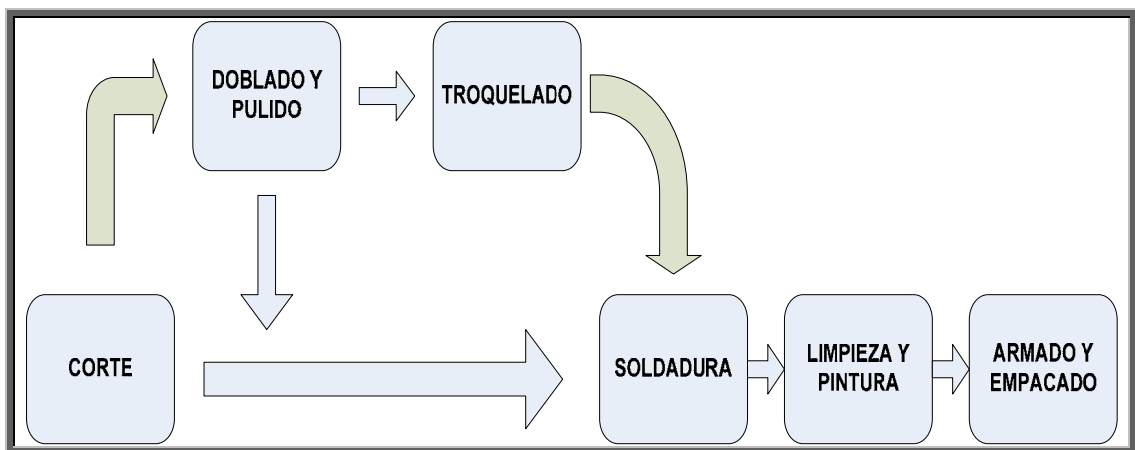 DOBLADO Y
PULIDO
TROQUELADO
CORTE
SOLDADURA
LIMPIEZA Y
PINTURA
ARMADO Y
EMPACADO